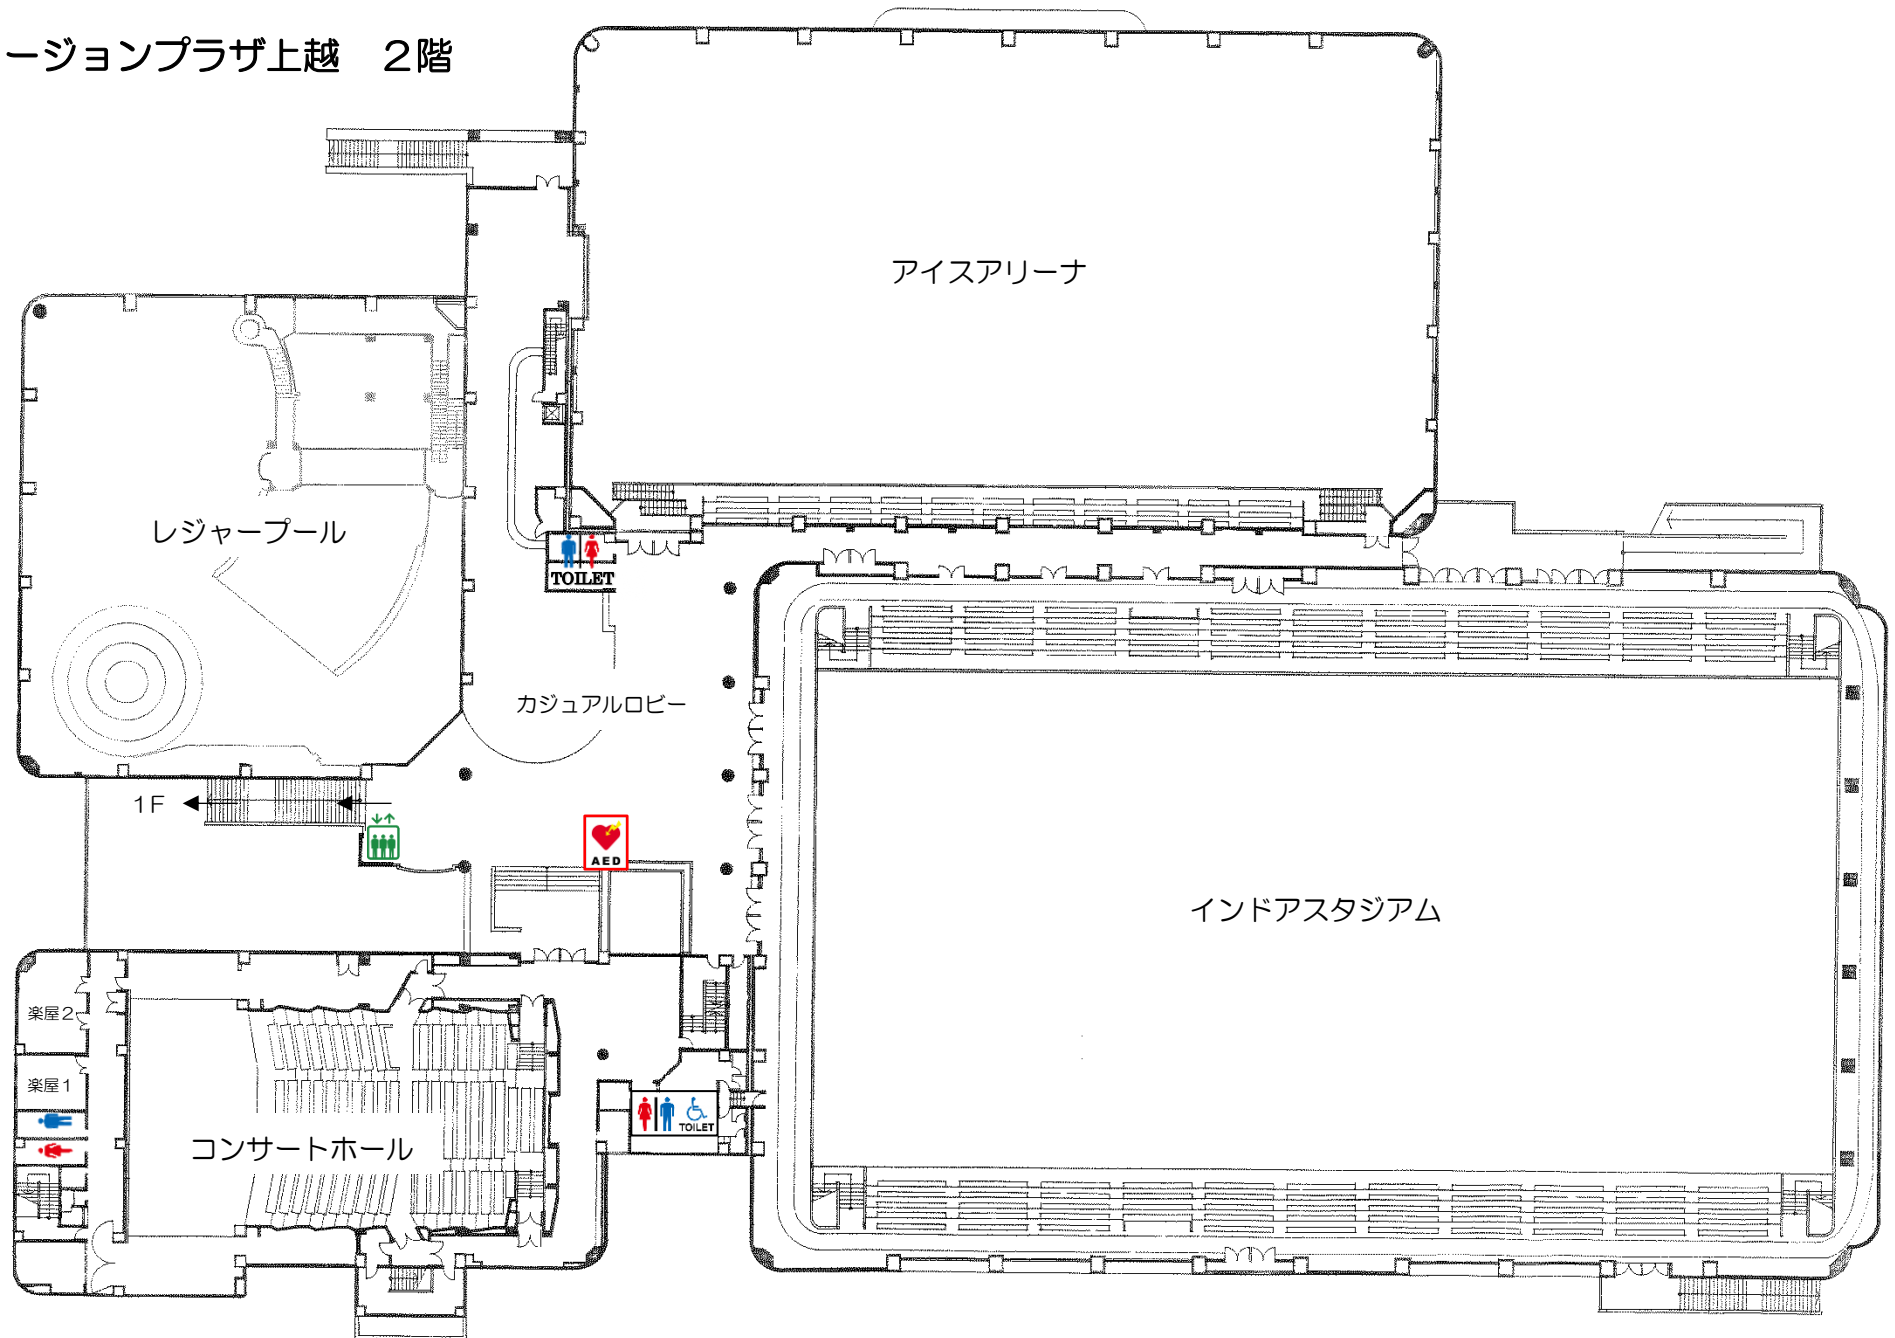 ージョンプラザ上越　２階
アイスアリーナ
レジャープール
TOILET
カジュアルロビー
1F
AED
インドアスタジアム
楽屋2
楽屋1
TOILET
コンサートホール